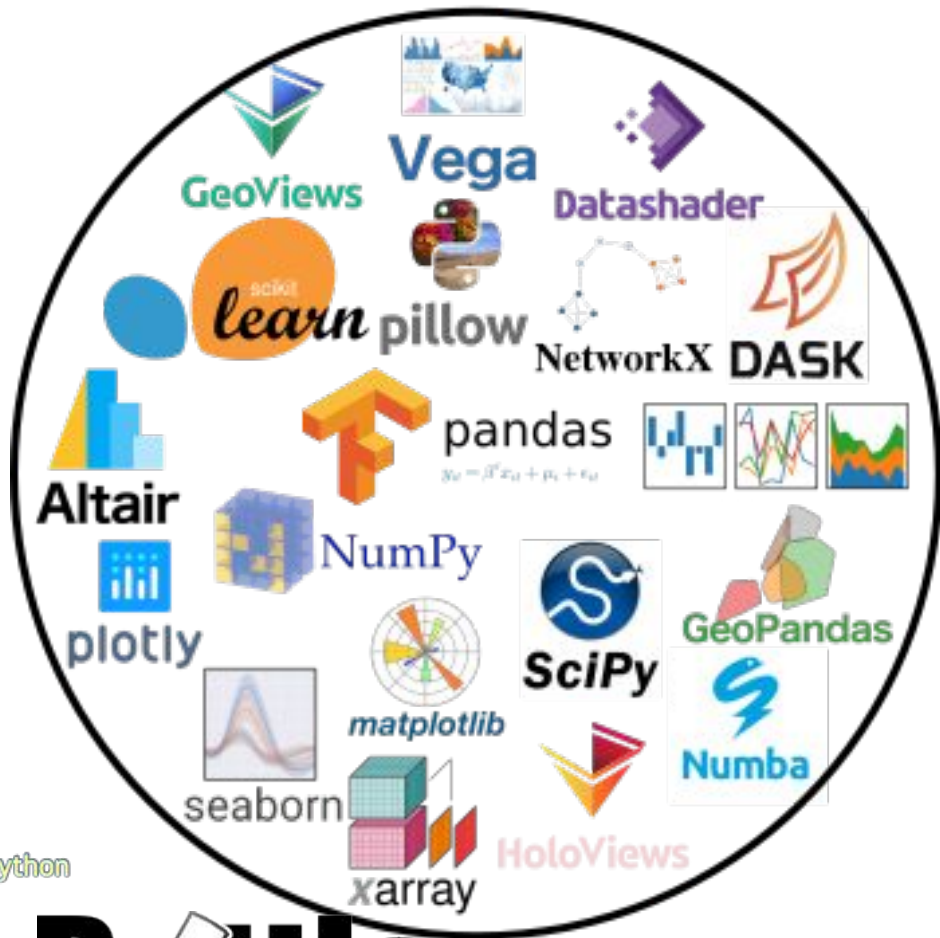 Vega
GeoViews
Datashader
scikit
learn
pillow
NetworkX
DASK
pandas
Altair
NumPy
plotly
SciPy
GeoPandas
matplotlib
Numba
seaborn
HoloViews
xarray
ython